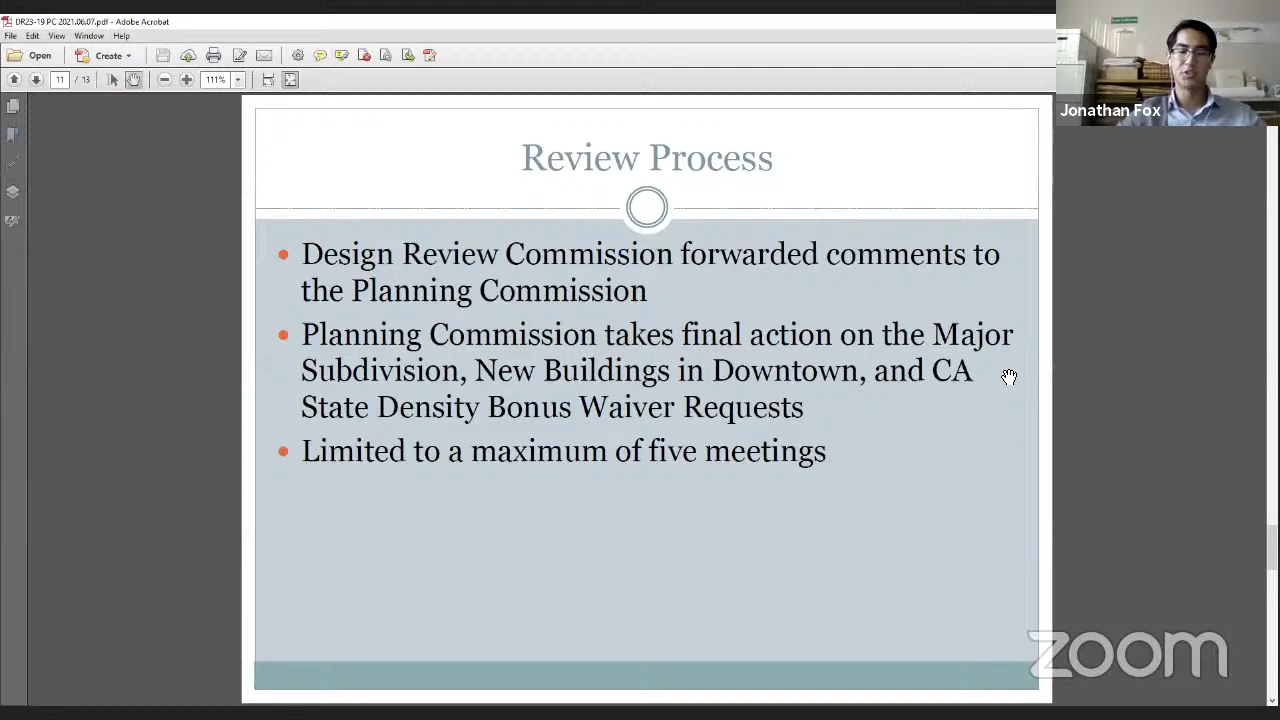 DR23-19 PC 2021.06.07.pdf - Adobe Acrobat
File Edit View Window Help
Open Create
11 / 13 111%
Jonathan Fox
Review Process
Design Review Commission forwarded comments to
the Planning Commission
Planning Commission takes final action on the Major
Subdivision, New Buildings in Downtown, and CA
State Density Bonus Waiver Requests
Limited to a maximum of five meetings
zoom